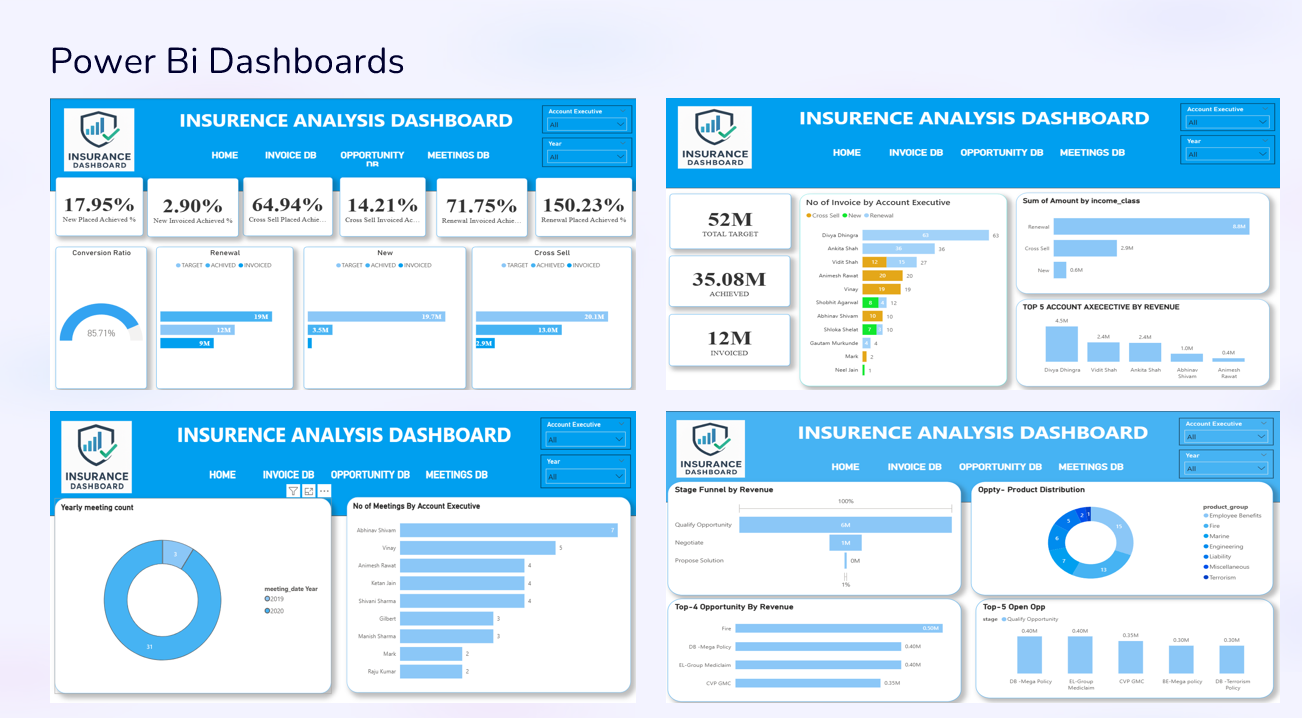 Power Bi Dashboards
INSURANCE
DASHBOARD
INSURENCE ANALYSIS DASHBOARD
HOME INVOICE DB OPPORTUNITY DB MEETINGS DB
Account Executive
All
Year
All
17.95%
New Placed Achieved %
2.90%
New Invoiced Achieved %
64.94%
Cross Sell Placed Achie...
14.21%
Cross Sell Invoiced Ac...
71.75%
Renewal Invoiced Achie...
150.23%
Renewal Placed Achieved %
Conversion Ratio
85.71%
Renewal
TARGET ACHIVED INVOICED
19M
12M
9M
New
TARGET ACHIVED INVOICED
19.7M
3.5M
Cross Sell
TARGET ACHIEVED INVOICED
20.1M
13.0M
2.9M
INSURANCE
DASHBOARD
INSURENCE ANALYSIS DASHBOARD
HOME INVOICE DB OPPORTUNITY DB MEETINGS DB
Account Executive
All
Year
All
52M
TOTAL TARGET
35.08M
ACHIEVED
12M
INVOICED
No of Invoice by Account Executive
Cross Sell New Renewal
Divya Dhingra 63 63
Ankita Shah 36 36
Vidit Shah 12 15 27
Animesh Rawat 20 20
Vinay 19 19
Shobhit Agarwal 8 4 12
Abhinav Shivam 10 10
Shloka Shelat 7 3 10
Gautam Murkunde 4 4
Mark 2
Neel Jain 1
Sum of Amount by income_class
Renewal 9.0M
Cross Sell 2.9M
New 0.6M
TOP 5 ACCOUNT AXECECTIVE BY REVENUE
4.5M 2.4M 2.4M 1.0M 0.4M
Divya Dhingra Vidit Shah Ankita Shah Abhinav Shivam Animesh Rawat
INSURANCE
DASHBOARD
INSURENCE ANALYSIS DASHBOARD
HOME INVOICE DB OPPORTUNITY DB MEETINGS DB
Account Executive
All
Year
All
Yearly meeting count
3
31
meeting_date Year
2019
2020
No of Meetings By Account Executive
Abhinav Shivam 7
Vinay 5
Animesh Rawat 4
Ketan Jain 4
Shivani Sharma 4
Gilbert 3
Manish Sharma 3
Mark 2
Raju Kumar 2
INSURANCE
DASHBOARD
INSURENCE ANALYSIS DASHBOARD
HOME INVOICE DB OPPORTUNITY DB MEETINGS DB
Account Executive
All
Year
All
Stage Funnel by Revenue
100%
Qualify Opportunity 6M
Negotiate 1M
Propose Solution 0M
1%
Oppty- Product Distribution
15
13
7
6
3
2
1
product_group
Employee Benefits
Fire
Marine
Engineering
Liability
Miscellaneous
Terrorism
Top-4 Opportunity By Revenue
Fire 0.50M
DB -Mega Policy 0.40M
EL-Group Mediclaim 0.40M
CVP GMC 0.35M
Top-5 Open Opp
stage Qualify Opportunity
0.40M 0.40M 0.35M 0.30M 0.30M
DB -Mega Policy EL-Group Mediclaim CVP GMC BE-Mega policy DB -Terrorism Policy